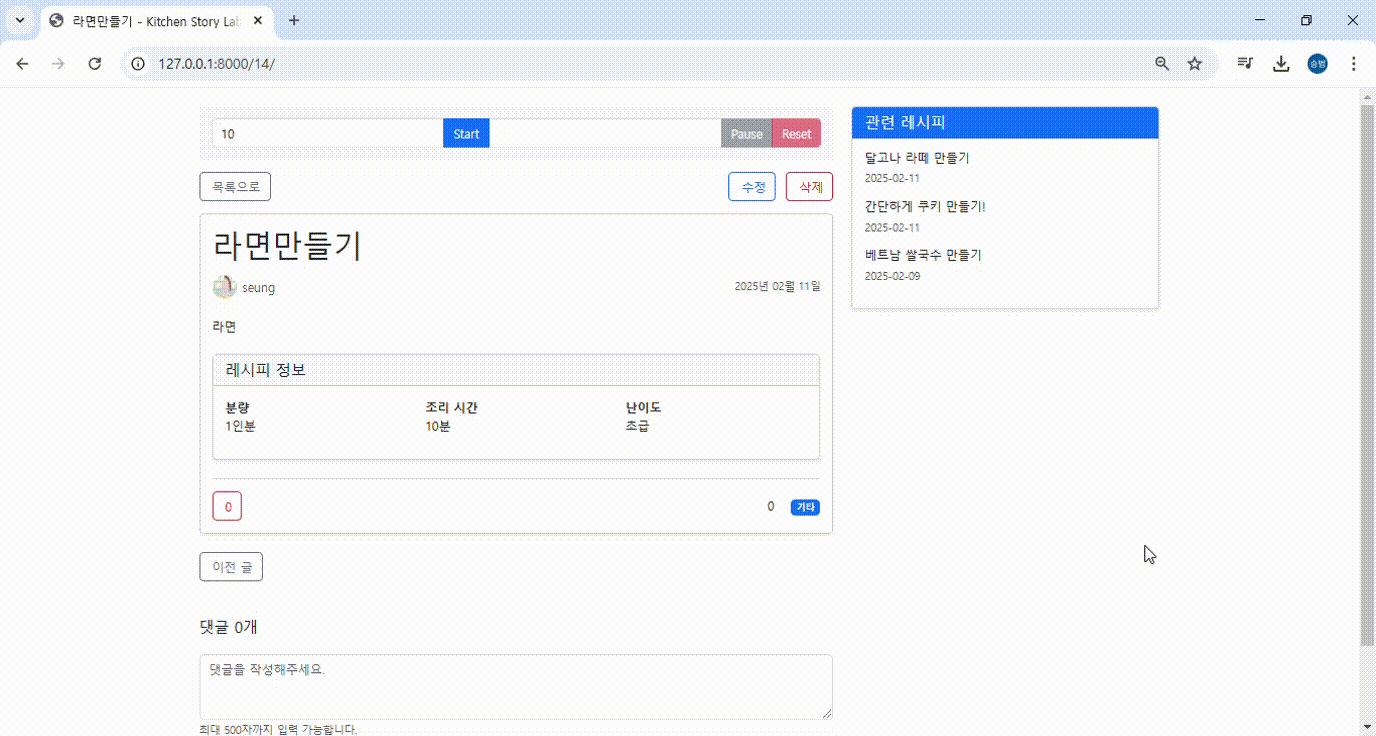 라면만들기 - Kitchen Story Lab
127.0.0.1:8000/14/
승범
10 Start Pause Reset
목록으로 수정 삭제
라면만들기
seung 2025년 02월 11일
라면
레시피 정보
분량 조리 시간 난이도
1인분 10분 초급
0 0 기타
이전 글
댓글 0개
댓글을 작성해주세요.
최대 500자까지 입력 가능합니다.
관련 레시피
달고나 라떼 만들기
2025-02-11
간단하게 쿠키 만들기!
2025-02-11
베트남 쌀국수 만들기
2025-02-09